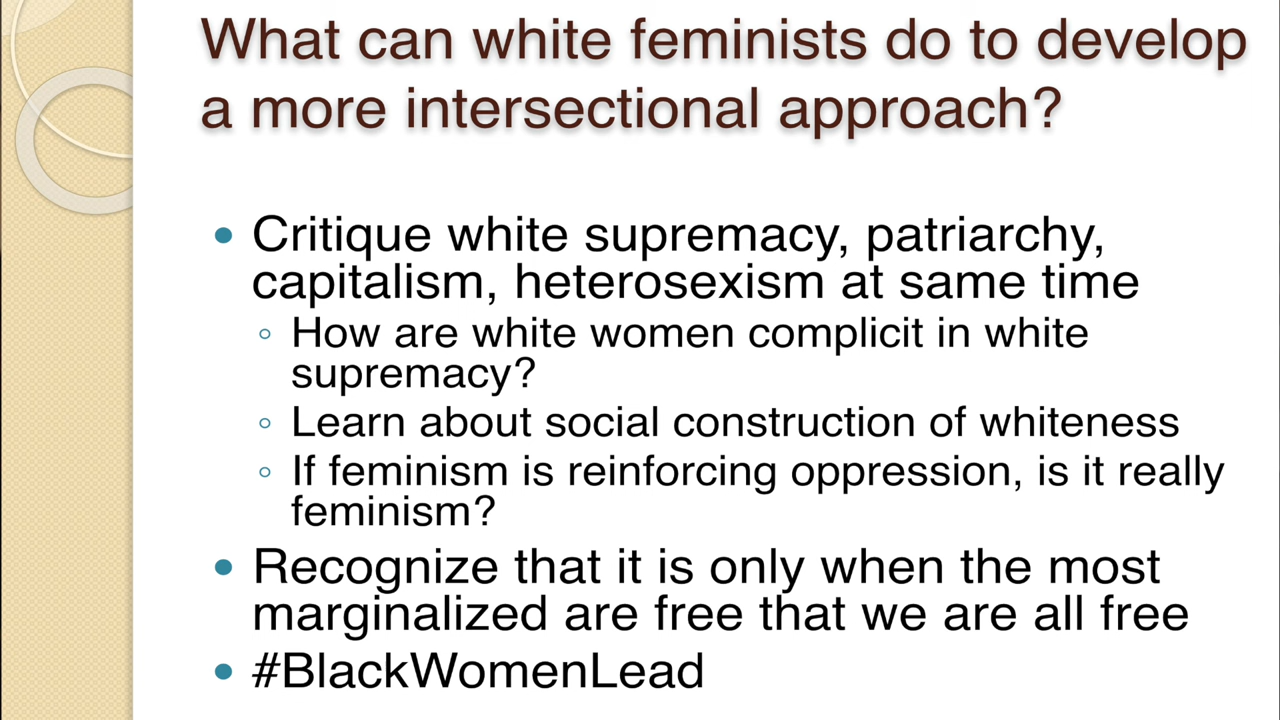 What can white feminists do to develop
a more intersectional approach?
• Critique white supremacy, patriarchy,
capitalism, heterosexism at same time
◦ How are white women complicit in white
supremacy?
◦ Learn about social construction of whiteness
◦ If feminism is reinforcing oppression, is it really
feminism?
• Recognize that it is only when the most
marginalized are free that we are all free
• #BlackWomenLead